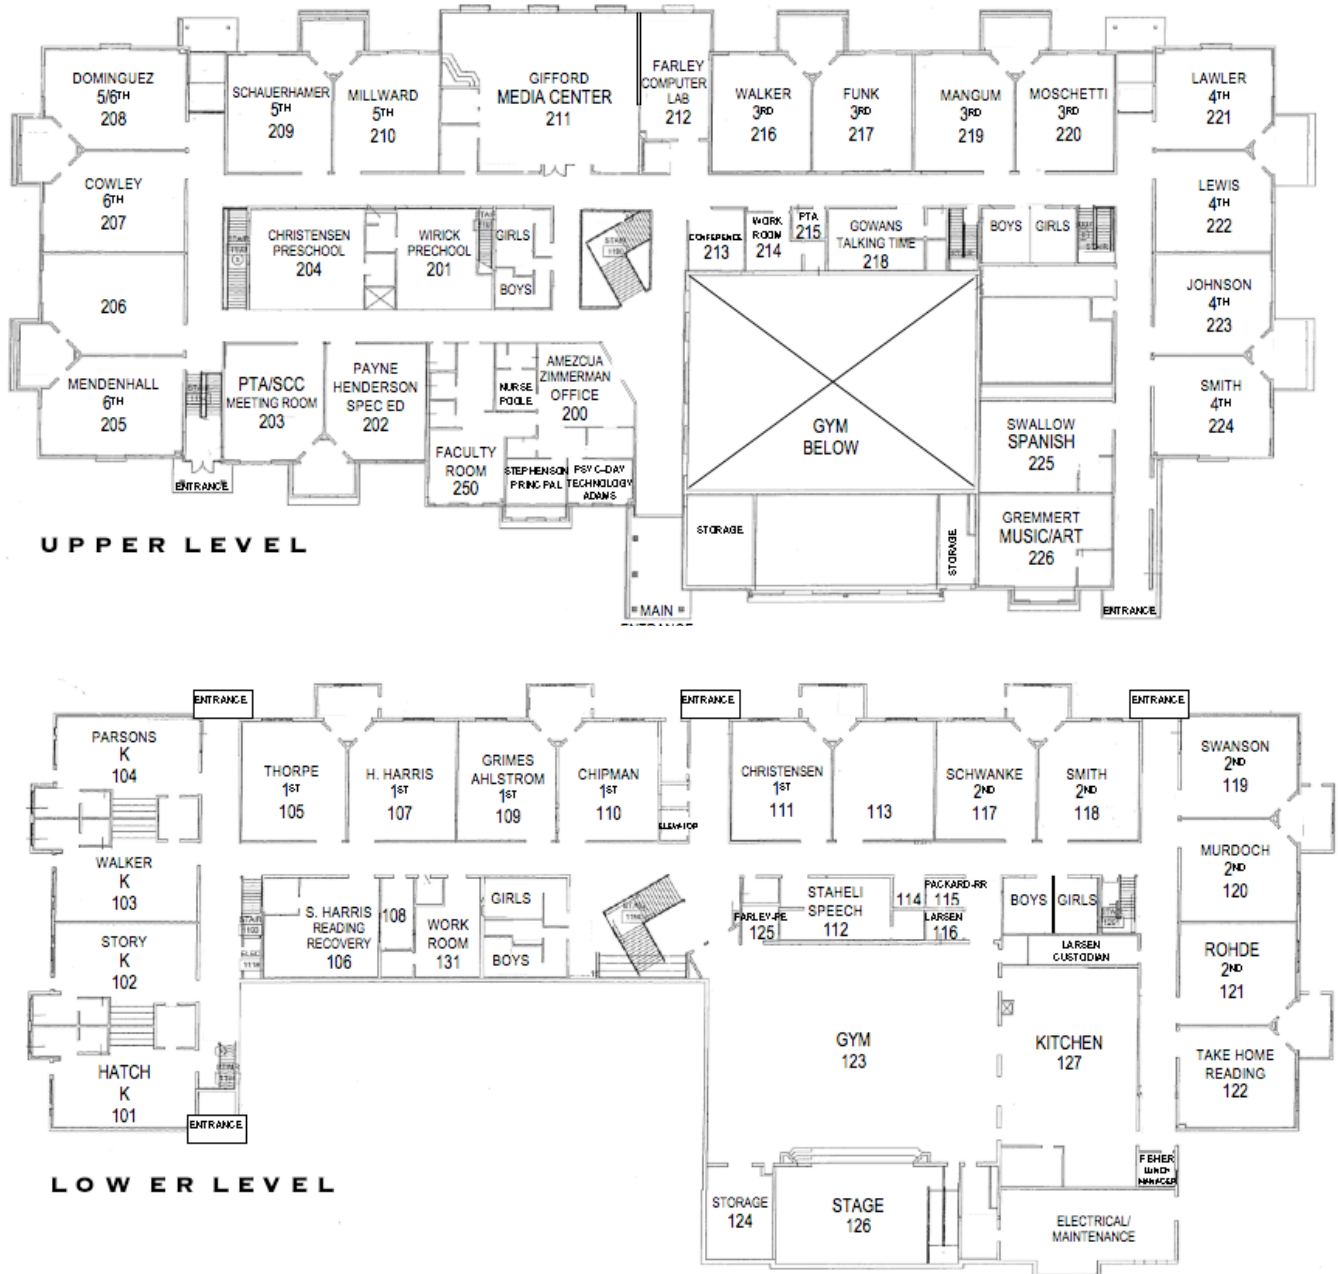 DOMINGUEZ
5/6TH
208
SCHAUERHAMER
5TH
209
MILLWARD
5TH
210
GIFFORD
MEDIA CENTER
211
FARLEY
COMPUTER
LAB
212
WALKER
3RD
216
FUNK
3RD
217
MANGUM
3RD
219
MOSCHETTI
3RD
220
LAWLER
4TH
221
COWLEY
6TH
207
CHRISTENSEN
PRESCHOOL
204
WIRICK
PRECHOOL
201
GIRLS
BOYS
STAIR
CONFERENCE
213
WORK
ROOM
214
PTA
215
GOWANS
TALKING TIME
218
BOYS
GIRLS
LEWIS
4TH
222
206
JOHNSON
4TH
223
MENDENHALL
6TH
205
PTA/SCC
MEETING ROOM
203
PAYNE
HENDERSON
SPEC ED
202
NURSE
POOLE
AMEZCUA
ZIMMERMAN
OFFICE
200
GYM
BELOW
SMITH
4TH
224
FACULTY
ROOM
250
STEPHENSON
PRINCIPAL
PSYC-DAY
TECHNOLOGY
ADAMS
SWALLOW
SPANISH
225
ENTRANCE
STORAGE
STORAGE
GREMMERT
MUSIC/ART
226
UPPER LEVEL
MAIN
ENTRANCE
ENTRANCE
ENTRANCE
ENTRANCE
ENTRANCE
PARSONS
K
104
THORPE
1ST
105
H. HARRIS
1ST
107
GRIMES
AHLSTROM
1ST
109
CHIPMAN
1ST
110
ELEVATOR
CHRISTENSEN
1ST
111
113
SCHWANKE
2ND
117
SMITH
2ND
118
SWANSON
2ND
119
WALKER
K
103
S. HARRIS
READING
RECOVERY
106
108
WORK
ROOM
131
GIRLS
BOYS
FARLEY-PE
125
STAHELI
SPEECH
112
114
PACKARD-RR
115
LARSEN
116
BOYS
GIRLS
MURDOCH
2ND
120
STORY
K
102
LARSEN
CUSTODIAN
ROHDE
2ND
121
GYM
123
KITCHEN
127
HATCH
K
101
TAKE HOME
READING
122
ENTRANCE
FISHER
LUNCH
MANAGER
LOWER LEVEL
STORAGE
124
STAGE
126
ELECTRICAL/
MAINTENANCE